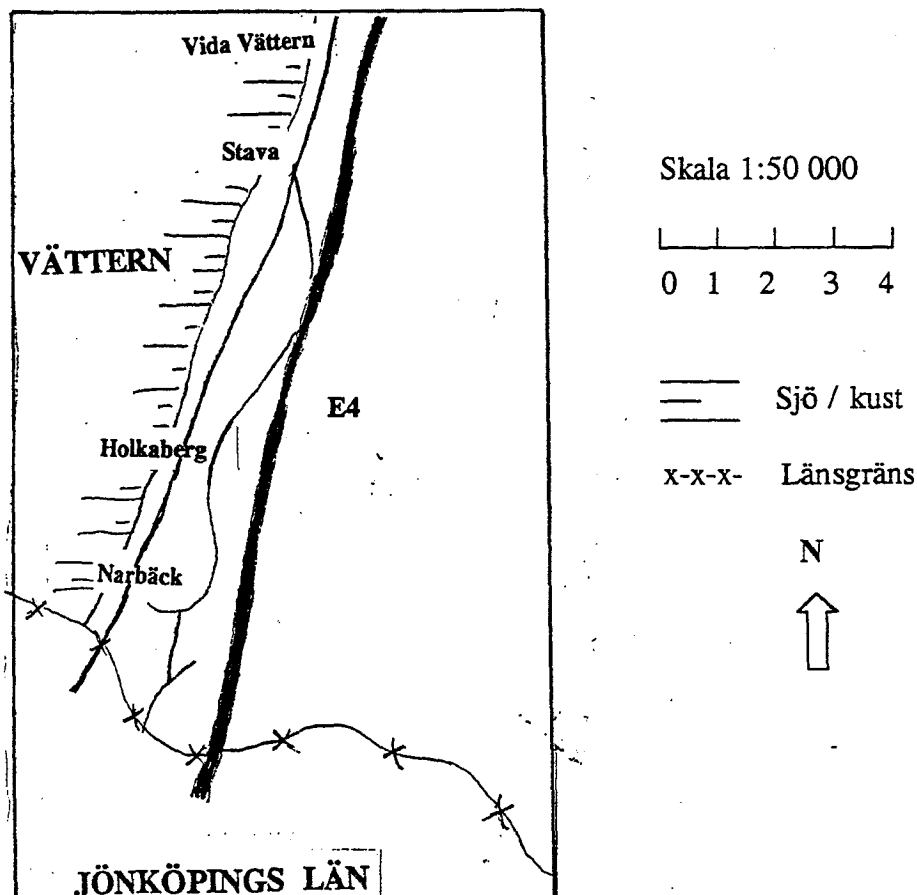 Vida Vättern
Stava
VÄTTERN
E4
Holkaberg
Narbäck
JÖNKÖPINGS LÄN
Skala 1:50 000
0 1 2 3 4
Sjö / kust
x-x-x- Länsgräns
N